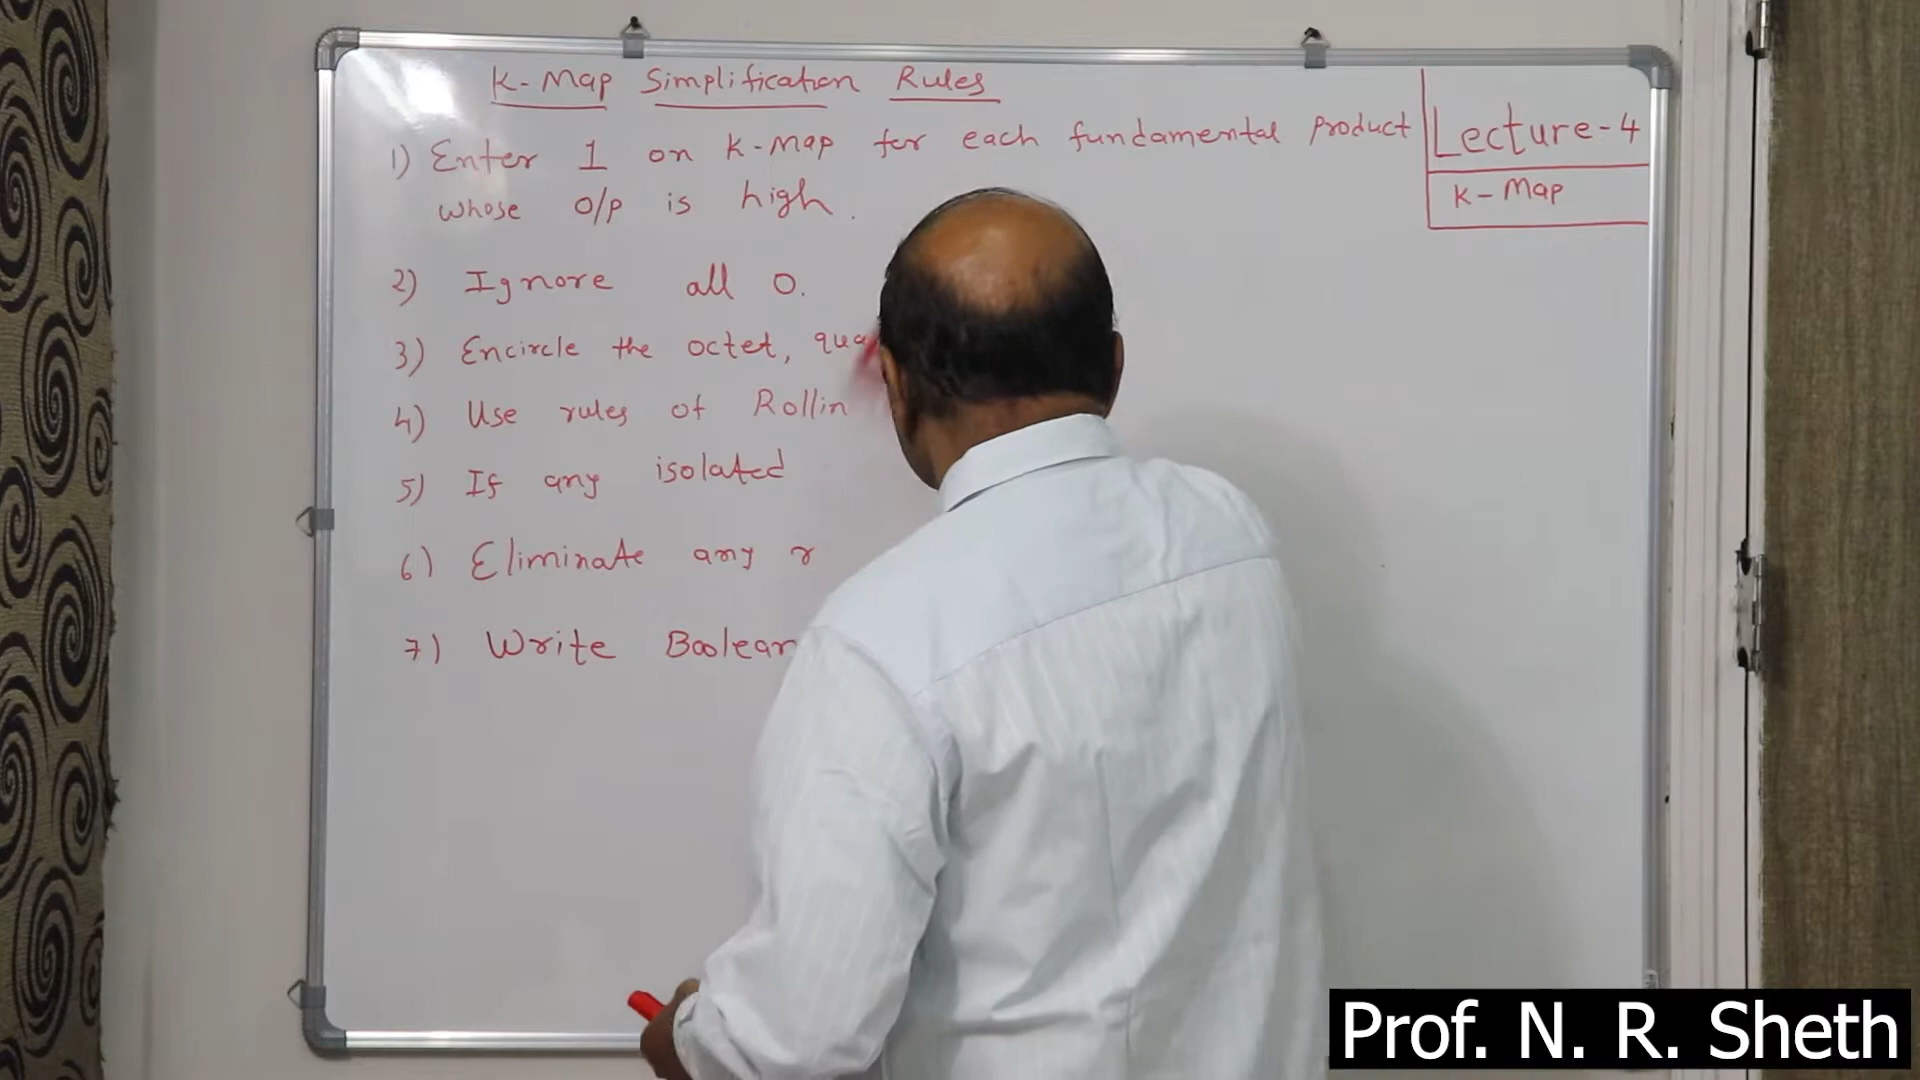 K-Map Simplification Rules
1) Enter 1 on K-Map for each fundamental product
whose o/p is high.
2) Ignore all 0.
3) Encircle the octet,
4) Use rules of Rollin
5) If any isolated
6) Eliminate any r
7) Write Boolean
Lecture-4
K-Map
Prof. N. R. Sheth